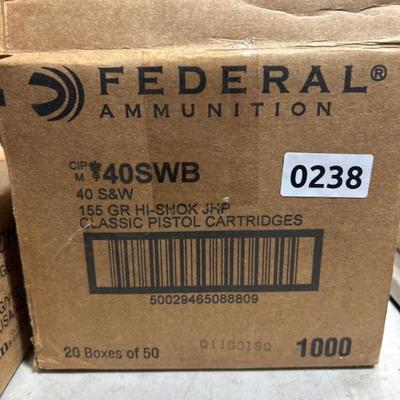 FEDERAL®
AMMUNITION
CIP
M
40SWB
0238
40 S&W
155 GR HI-SHOK JHP
CLASSIC PISTOL CARTRIDGES
50029465088809
20 Boxes of 50
Q11G018Q
1000